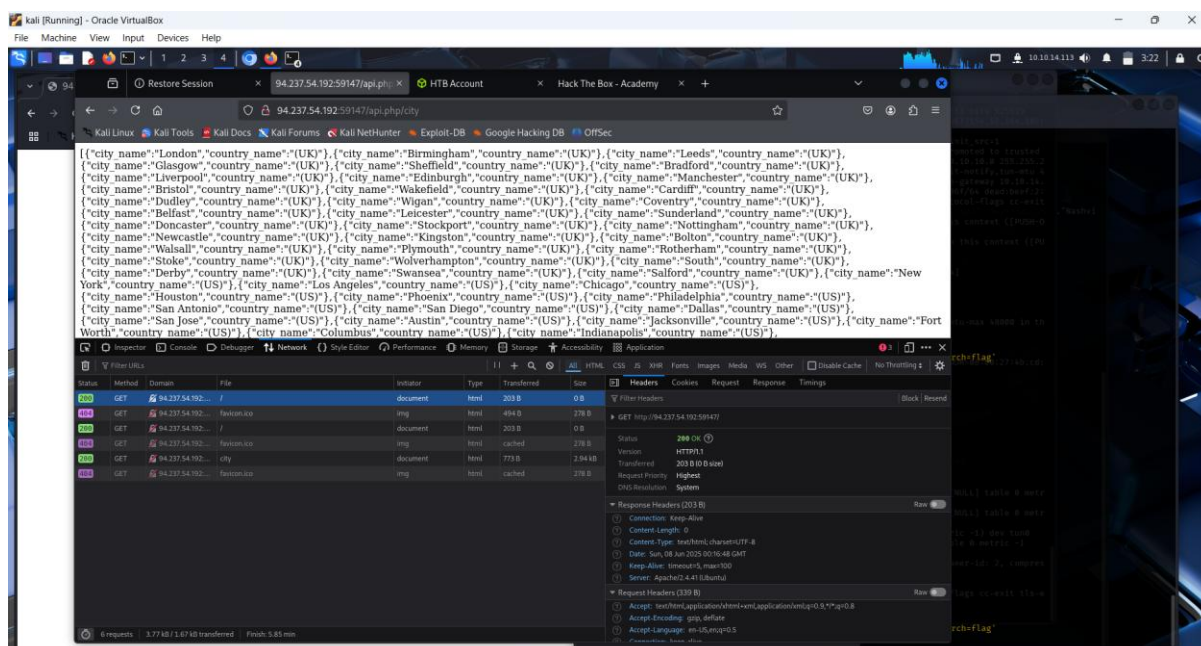 kali [Running] - Oracle VirtualBox
File Machine View Input Devices Help
1 2 3 4
10.10.14.113 3:22
94
Restore Session
94.237.54.192:59147/api.php
HTB Account
Hack The Box - Academy
94.237.54.192:59147/api.php/city
Kali Linux Kali Tools Kali Docs Kali Forums Kali NetHunter Exploit-DB Google Hacking DB OffSec
[{"city_name":"London","country_name":"(UK)"},{"city_name":"Birmingham","country_name":"(UK)"},{"city_name":"Leeds","country_name":"(UK)"},
{"city_name":"Glasgow","country_name":"(UK)"},{"city_name":"Sheffield","country_name":"(UK)"},{"city_name":"Bradford","country_name":"(UK)"},
{"city_name":"Liverpool","country_name":"(UK)"},{"city_name":"Edinburgh","country_name":"(UK)"},{"city_name":"Manchester","country_name":"(UK)"},
{"city_name":"Bristol","country_name":"(UK)"},{"city_name":"Wakefield","country_name":"(UK)"},{"city_name":"Cardiff","country_name":"(UK)"},
{"city_name":"Dudley","country_name":"(UK)"},{"city_name":"Wigan","country_name":"(UK)"},{"city_name":"Coventry","country_name":"(UK)"},
{"city_name":"Belfast","country_name":"(UK)"},{"city_name":"Leicester","country_name":"(UK)"},{"city_name":"Sunderland","country_name":"(UK)"},
{"city_name":"Doncaster","country_name":"(UK)"},{"city_name":"Stockport","country_name":"(UK)"},{"city_name":"Nottingham","country_name":"(UK)"},
{"city_name":"Newcastle","country_name":"(UK)"},{"city_name":"Kingston","country_name":"(UK)"},{"city_name":"Bolton","country_name":"(UK)"},
{"city_name":"Walsall","country_name":"(UK)"},{"city_name":"Plymouth","country_name":"(UK)"},{"city_name":"Rotherham","country_name":"(UK)"},
{"city_name":"Stoke","country_name":"(UK)"},{"city_name":"Wolverhampton","country_name":"(UK)"},{"city_name":"South","country_name":"(UK)"},
{"city_name":"Derby","country_name":"(UK)"},{"city_name":"Swansea","country_name":"(UK)"},{"city_name":"Salford","country_name":"(UK)"},{"city_name":"New
York","country_name":"(US)"},{"city_name":"Los Angeles","country_name":"(US)"},{"city_name":"Chicago","country_name":"(US)"},
{"city_name":"Houston","country_name":"(US)"},{"city_name":"Phoenix","country_name":"(US)"},{"city_name":"Philadelphia","country_name":"(US)"},
{"city_name":"San Antonio","country_name":"(US)"},{"city_name":"San Diego","country_name":"(US)"},{"city_name":"Dallas","country_name":"(US)"},
{"city_name":"San Jose","country_name":"(US)"},{"city_name":"Austin","country_name":"(US)"},{"city_name":"Jacksonville","country_name":"(US)"},{"city_name":"Fort
Worth","country_name":"(US)"},{"city_name":"Columbus","country_name":"(US)"},{"city_name":"Indianapolis","country_name":"(US)"},
Inspector Console Debugger Network Style Editor Performance Memory Storage Accessibility Application 3
Filter URLs All HTML CSS JS XHR Fonts Images Media WS Other Disable Cache No Throttling
Status Method Domain File Initiator Type Transferred Size
200 GET 94.237.54.192:... / document html 203 B 0 B
404 GET 94.237.54.192:... favicon.ico img html 494 B 278 B
200 GET 94.237.54.192:... / document html 203 B 0 B
404 GET 94.237.54.192:... favicon.ico img html cached 278 B
200 GET 94.237.54.192:... city document html 773 B 2.94 kB
404 GET 94.237.54.192:... favicon.ico img html cached 278 B
6 requests 3.77 kB / 1.67 kB transferred Finish: 5.85 min
Headers Cookies Request Response Timings
Filter Headers Block Resend
GET http://94.237.54.192:59147/
Status 200 OK
Version HTTP/1.1
Transferred 203 B (0 B size)
Request Priority Highest
DNS Resolution System
Response Headers (203 B) Raw
Connection: Keep-Alive
Content-Length: 0
Content-Type: text/html; charset=UTF-8
Date: Sun, 08 Jun 2025 00:16:48 GMT
Keep-Alive: timeout=5, max=100
Server: Apache/2.4.41 (Ubuntu)
Request Headers (339 B) Raw
Accept: text/html,application/xhtml+xml,application/xml;q=0.9,*/*;q=0.8
Accept-Encoding: gzip, deflate
Accept-Language: en-US,en;q=0.5
Connection: keep-alive
rch=flag'
rch=flag'